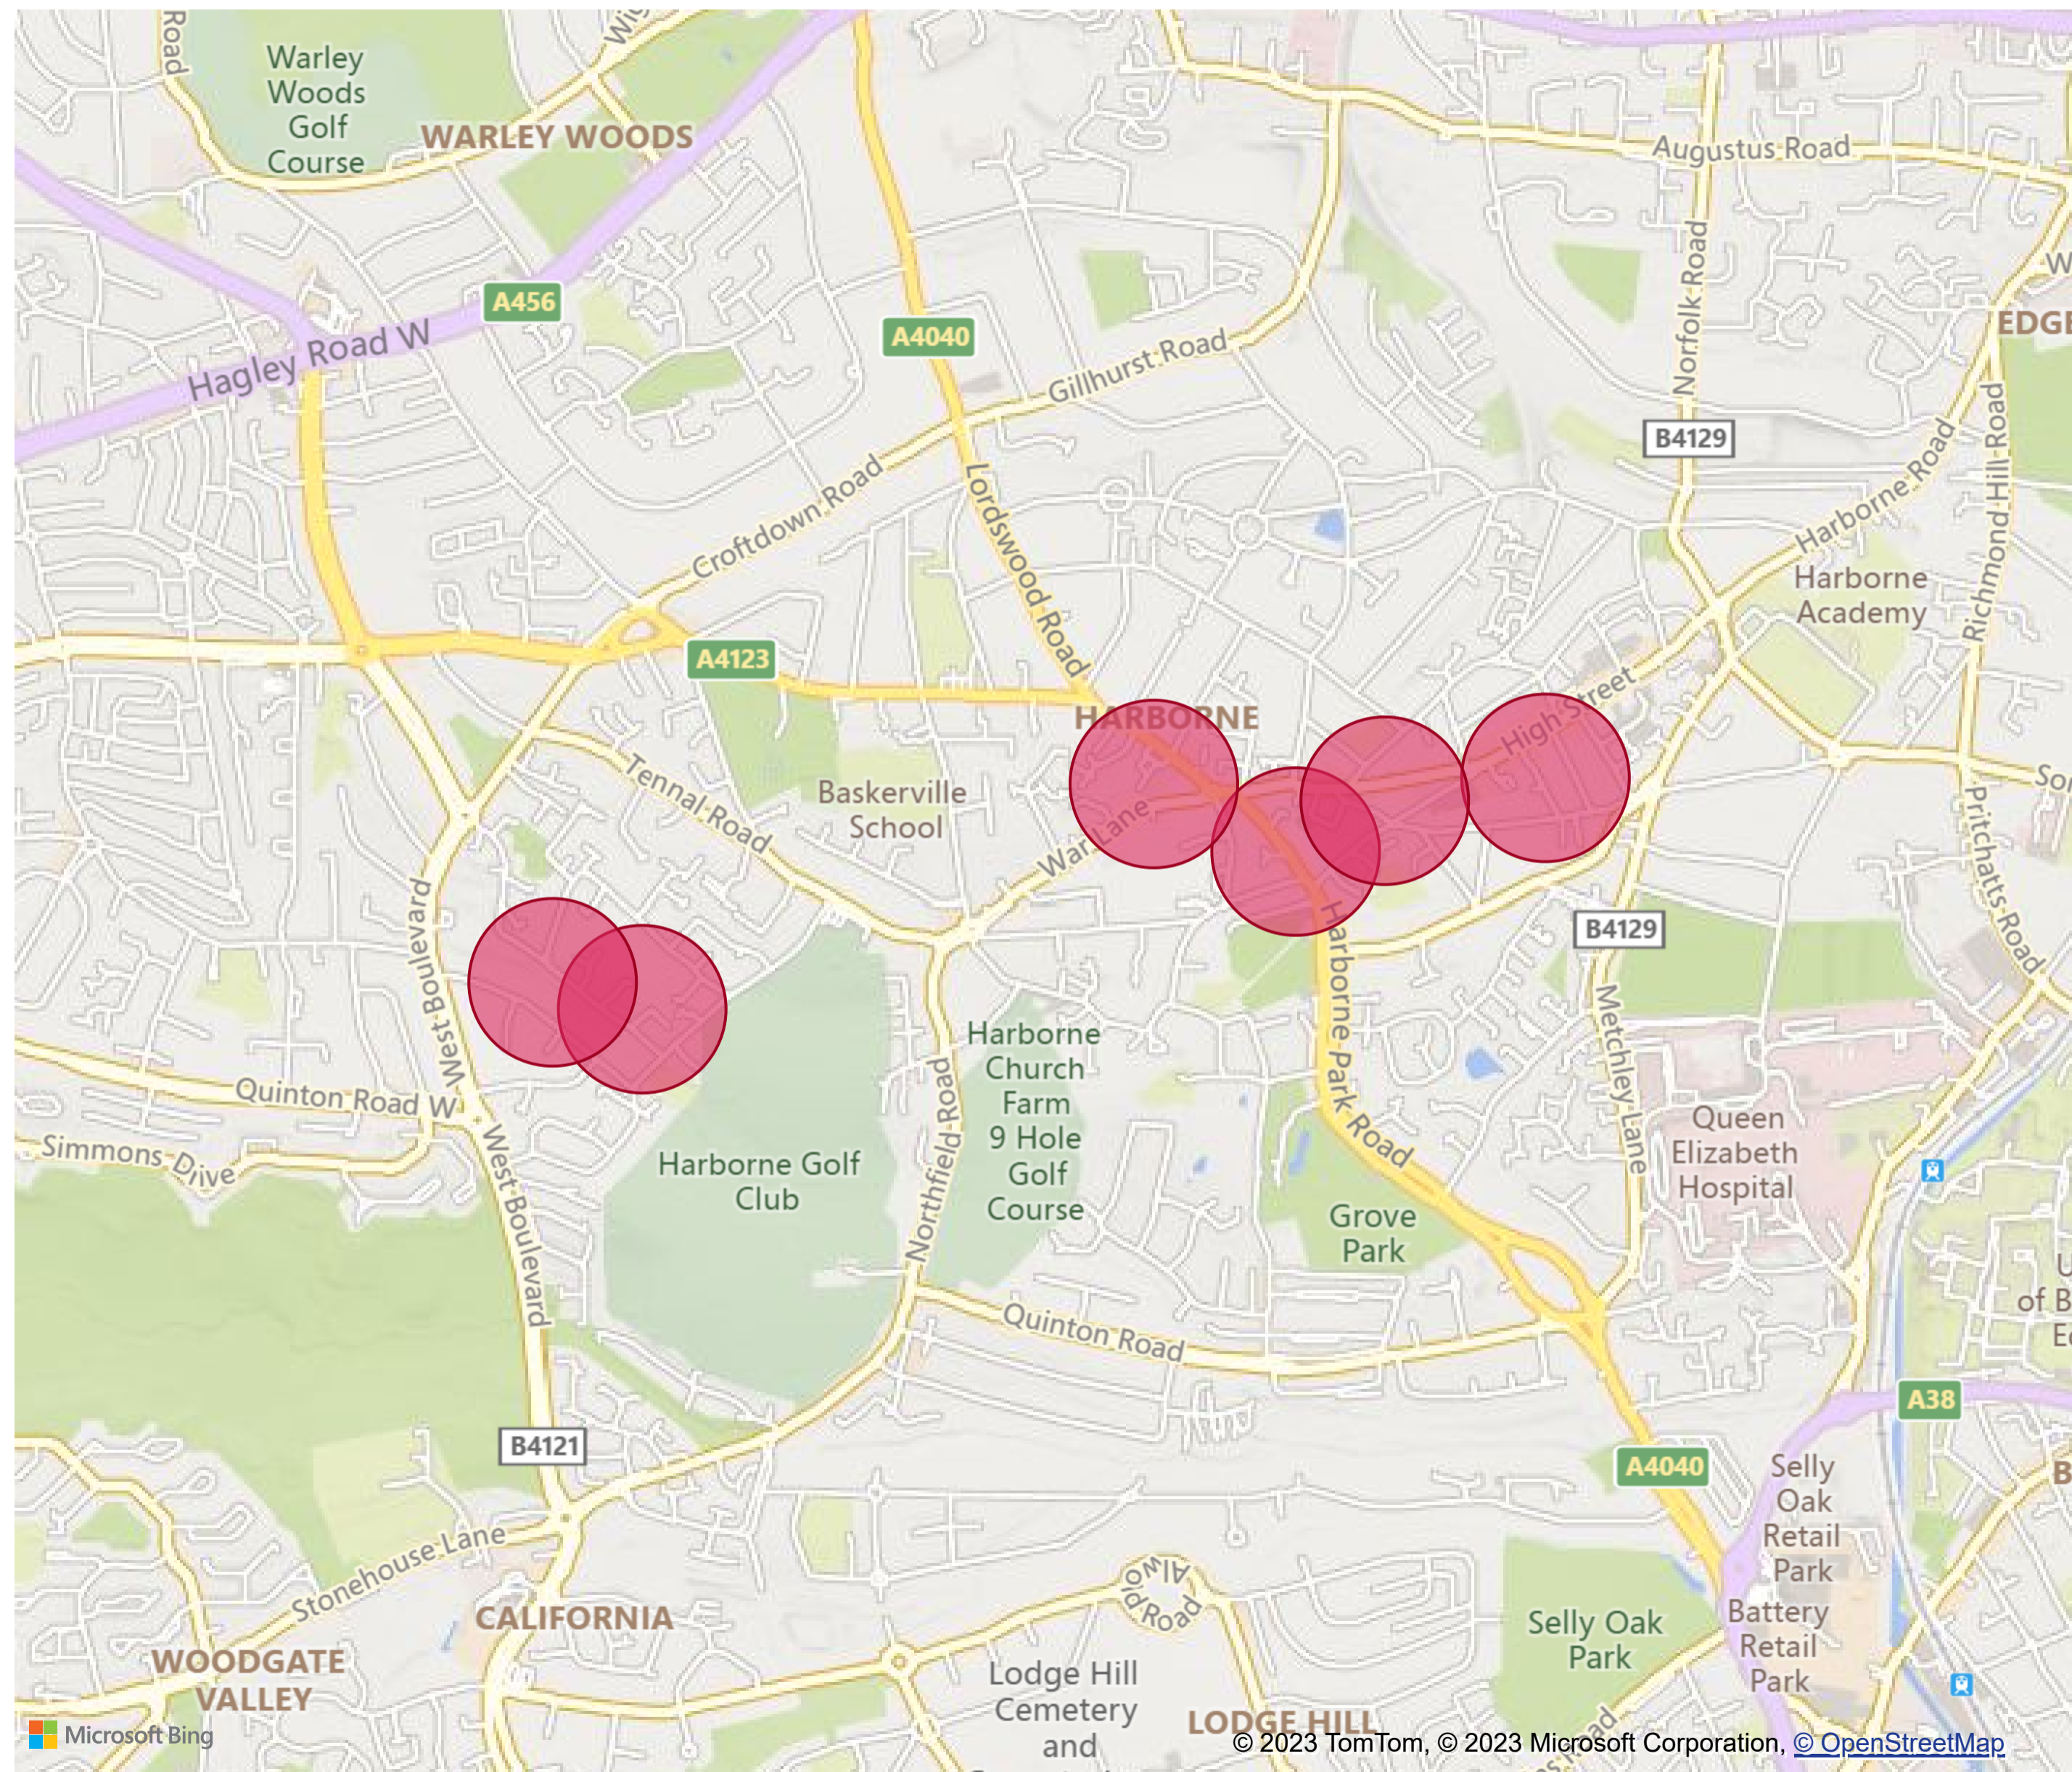 Road
Wig
Warley
Woods
Golf
Course
WARLEY WOODS
Augustus Road
A456
A4040
Hagley Road W
Gillhurst Road
Norfolk Road
W
EDGE
B4129
Croftdown Road
Lordswood Road
Harborne Road
Richmond Hill Road
Harborne
Academy
A4123
HARBORNE
High Street
Tennal Road
Baskerville
School
War Lane
Sor
Pritchatts Road
West Boulevard
B4129
Harborne Park Road
Metchley Lane
Harborne
Church
Farm
9 Hole
Golf
Course
Northfield Road
Quinton Road W
Simmons Drive
West Boulevard
Harborne Golf
Club
Queen
Elizabeth
Hospital
Grove
Park
U
of B
Ec
Quinton Road
A38
B4121
A4040
Selly
Oak
Retail
Park
B
Stonehouse Lane
Alwold Road
CALIFORNIA
Selly Oak
Park
Battery
Retail
Park
WOODGATE
VALLEY
Lodge Hill
Cemetery
and
LODGE HILL
Microsoft Bing
© 2023 TomTom, © 2023 Microsoft Corporation, © OpenStreetMap